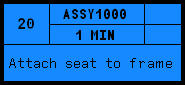 20
ASSY1000
1 MIN
Attach seat to frame